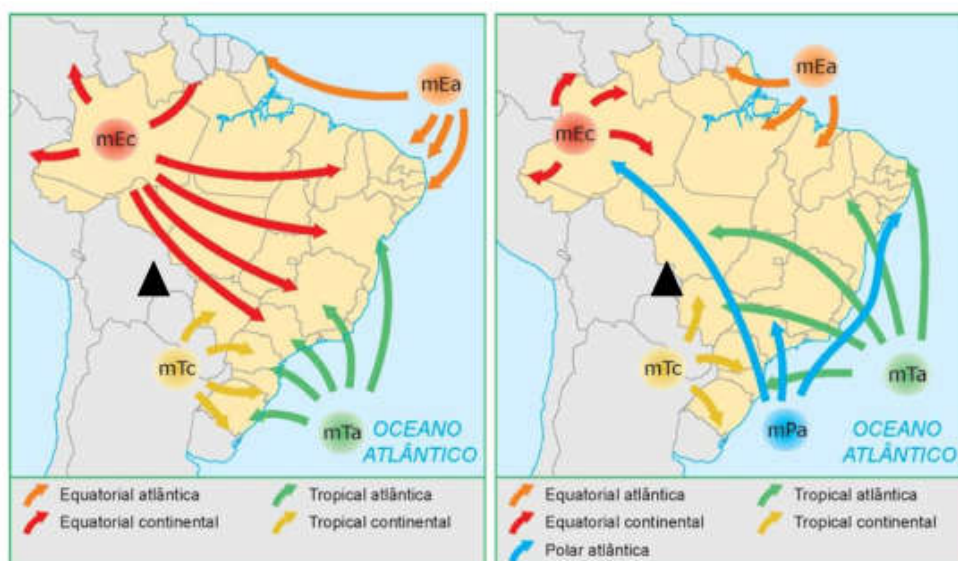 mEa
mEc
mTc
mTa
OCEANO
ATLÂNTICO
Equatorial atlântica
Tropical atlântica
Equatorial continental
Tropical continental
mEa
mEc
mTc
mTa
mPa
OCEANO
ATLÂNTICO
Equatorial atlântica
Tropical atlântica
Equatorial continental
Tropical continental
Polar atlântica